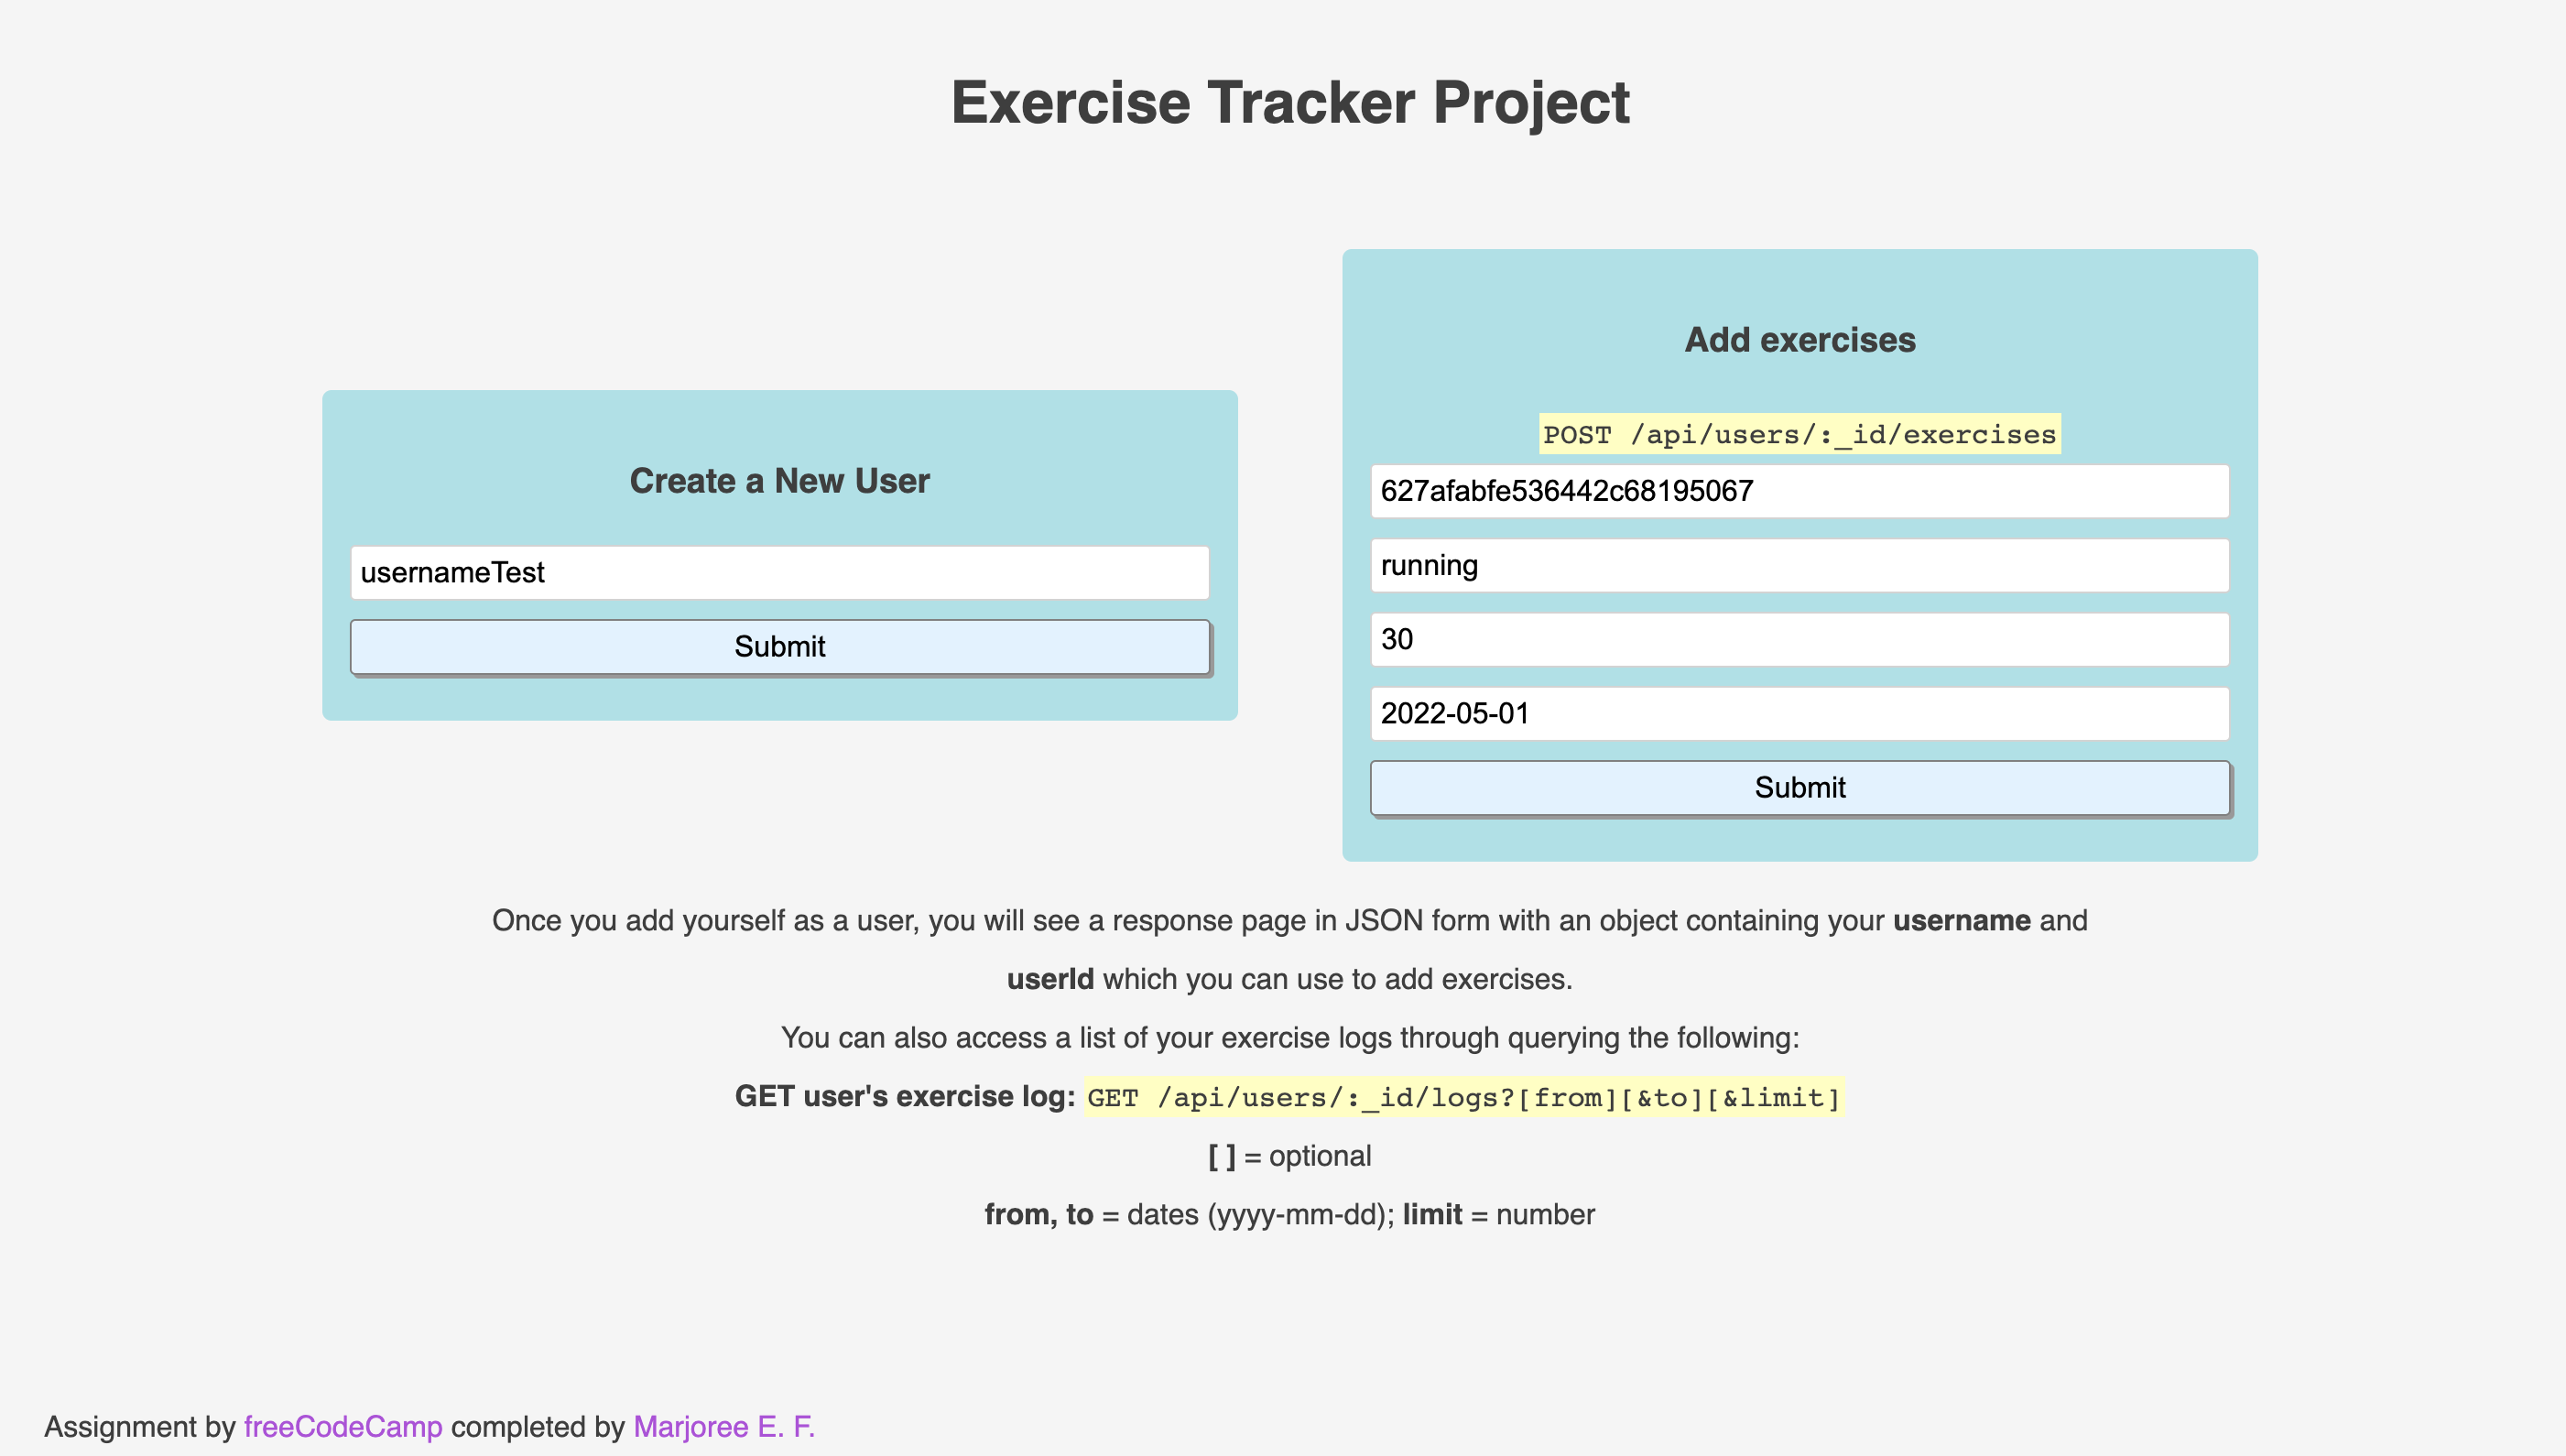 Exercise Tracker Project
Create a New User
usernameTest
Submit
Add exercises
POST /api/users/:_id/exercises
627afabfe536442c68195067
running
30
2022-05-01
Submit
Once you add yourself as a user, you will see a response page in JSON form with an object containing your username and
userId which you can use to add exercises.
You can also access a list of your exercise logs through querying the following:
GET user's exercise log: GET /api/users/:_id/logs?[from][&to][&limit]
[ ] = optional
from, to = dates (yyyy-mm-dd); limit = number
Assignment by freeCodeCamp completed by Marjoree E. F.